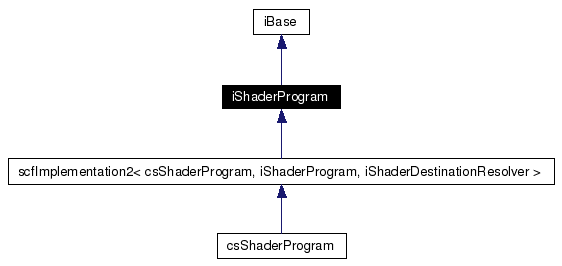 iBase
iShaderProgram
scfImplementation2< csShaderProgram, iShaderProgram, iShaderDestinationResolver >
csShaderProgram